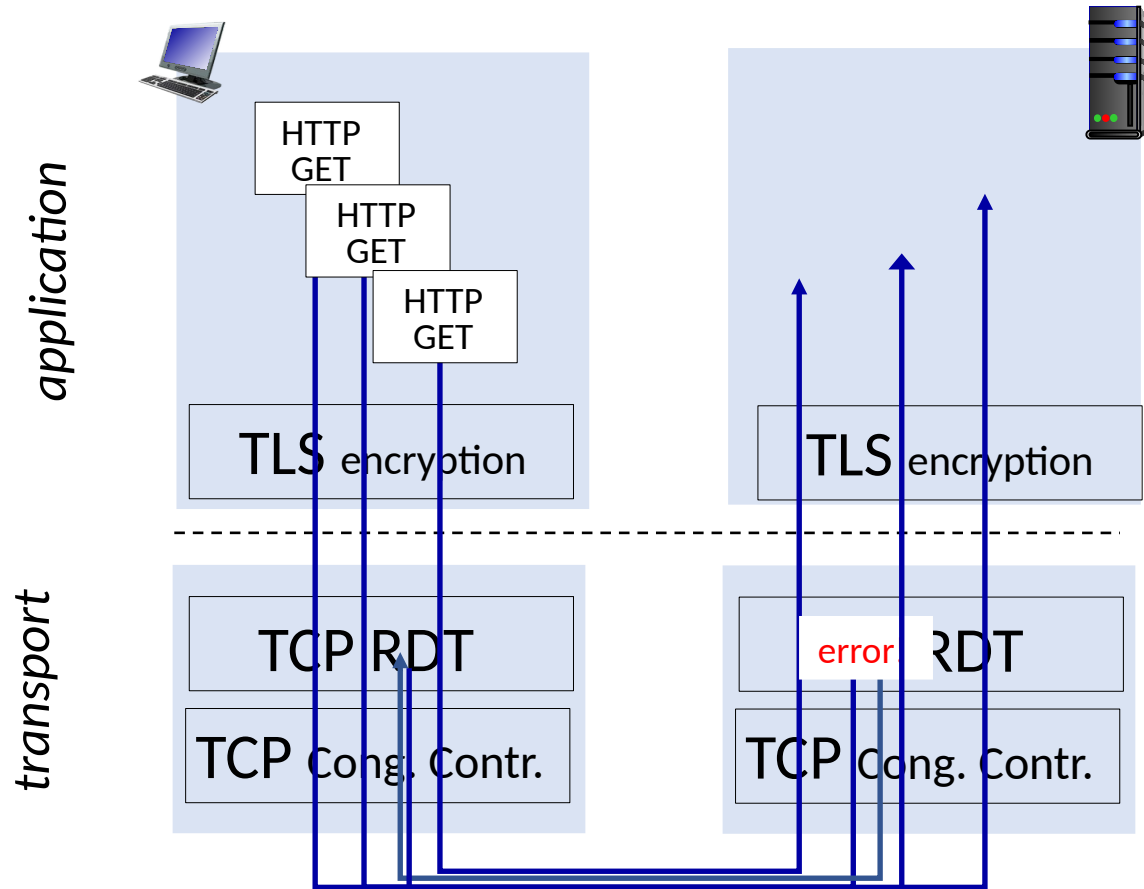 application
HTTP
GET
HTTP
GET
HTTP
GET
TLS encryption
TLS encryption
transport
TCP RDT
error RDT
TCP Cong. Contr.
TCP Cong. Contr.